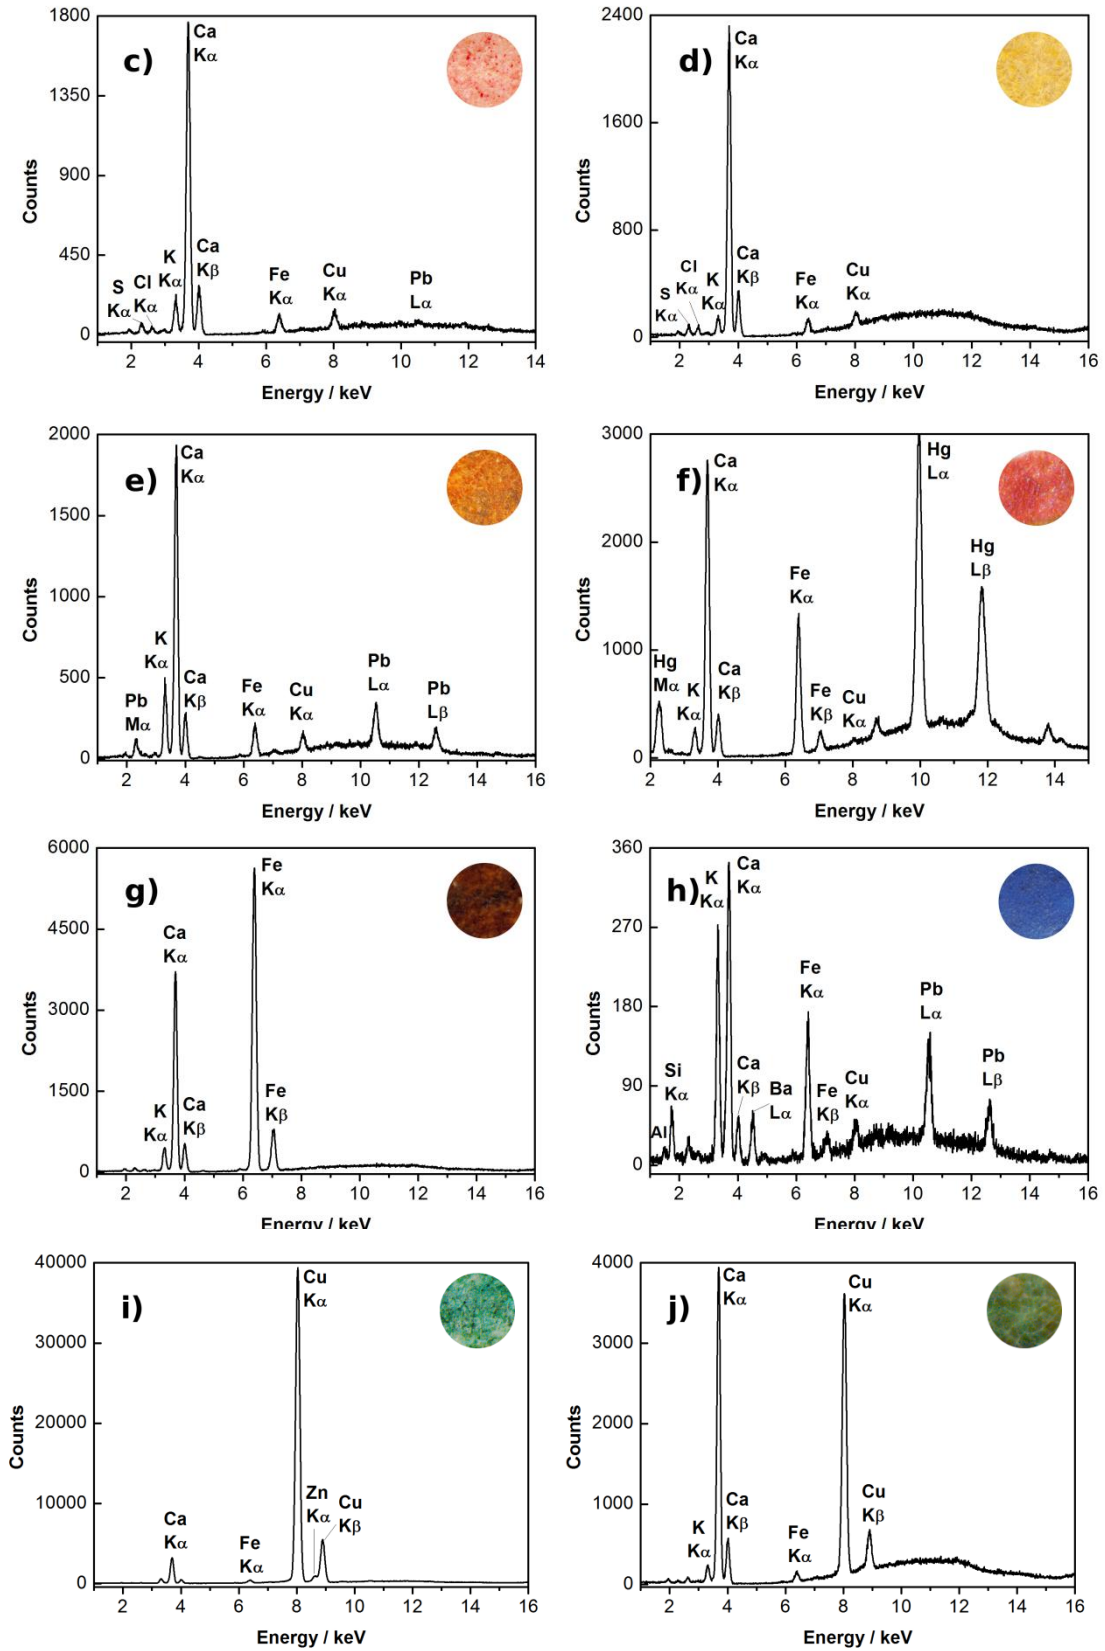 c)
Counts
1800
1350
900
450
0
S
Kα
Cl
Kα
K
Kα
Ca
Kα
Ca
Kβ
Fe
Kα
Cu
Kα
Pb
Lα
2 4 6 8 10 12 14
Energy / keV
d)
Counts
2400
1600
800
0
S
Kα
Cl
Kα
K
Kα
Ca
Kα
Ca
Kβ
Fe
Kα
Cu
Kα
2 4 6 8 10 12 14 16
Energy / keV
e)
Counts
2000
1500
1000
500
0
Pb
Mα
K
Kα
Ca
Kα
Ca
Kβ
Fe
Kα
Cu
Kα
Pb
Lα
Pb
Lβ
2 4 6 8 10 12 14 16
Energy / keV
f)
Counts
3000
2000
1000
0
Hg
Mα
K
Kα
Ca
Kα
Ca
Kβ
Fe
Kα
Fe
Kβ
Cu
Kα
Hg
Lα
Hg
Lβ
2 4 6 8 10 12 14
Energy / keV
g)
Counts
6000
4500
3000
1500
0
K
Kα
Ca
Kα
Ca
Kβ
Fe
Kα
Fe
Kβ
2 4 6 8 10 12 14 16
Energy / keV
h)
Counts
360
270
180
90
0
Al
Si
Kα
K
Kα
Ca
Kα
Ca
Kβ
Ba
Lα
Fe
Kα
Fe
Kβ
Cu
Kα
Pb
Lα
Pb
Lβ
2 4 6 8 10 12 14 16
Energy / keV
i)
Counts
40000
30000
20000
10000
0
Ca
Kα
Fe
Kα
Cu
Kα
Zn
Kα
Cu
Kβ
2 4 6 8 10 12 14 16
Energy / keV
j)
Counts
4000
3000
2000
1000
0
K
Kα
Ca
Kα
Ca
Kβ
Fe
Kα
Cu
Kα
Cu
Kβ
2 4 6 8 10 12 14 16
Energy / keV